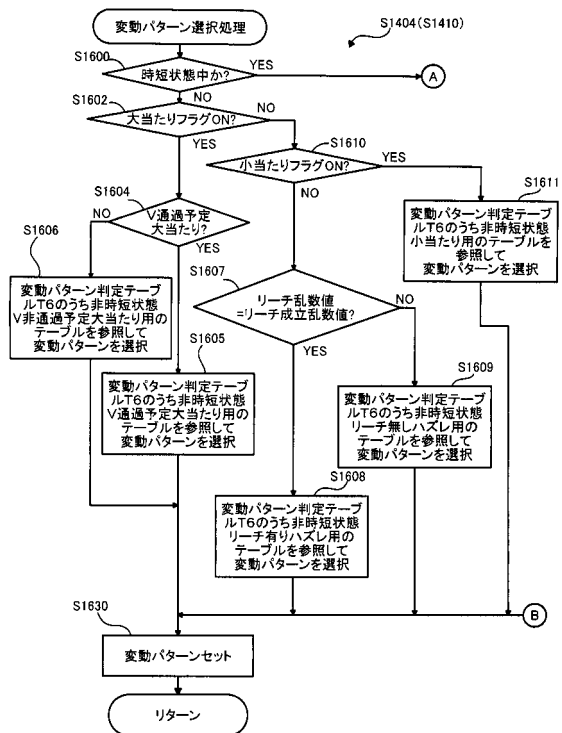 変動パターン選択処理
S1404(S1410)
S1600
時短状態中か?
YES
A
NO
S1602
大当たりフラグON?
NO
YES
S1610
小当たりフラグON?
YES
NO
S1604
V通過予定
大当たり?
NO
YES
S1611
変動パターン判定テーブ
ルT6のうち非時短状態
小当たり用のテーブルを
参照して
変動パターンを選択
S1606
変動パターン判定テーブ
ルT6のうち非時短状態
V非通過予定大当たり用の
テーブルを参照して
変動パターンを選択
S1607
リーチ乱数値
=リーチ成立乱数値?
NO
YES
S1605
変動パターン判定テーブ
ルT6のうち非時短状態
V通過予定大当たり用の
テーブルを参照して
変動パターンを選択
S1609
変動パターン判定テーブ
ルT6のうち非時短状態
リーチ無しハズレ用の
テーブルを参照して
変動パターンを選択
S1608
変動パターン判定テーブ
ルT6のうち非時短状態
リーチ有りハズレ用の
テーブルを参照して
変動パターンを選択
B
S1630
変動パターンセット
リターン